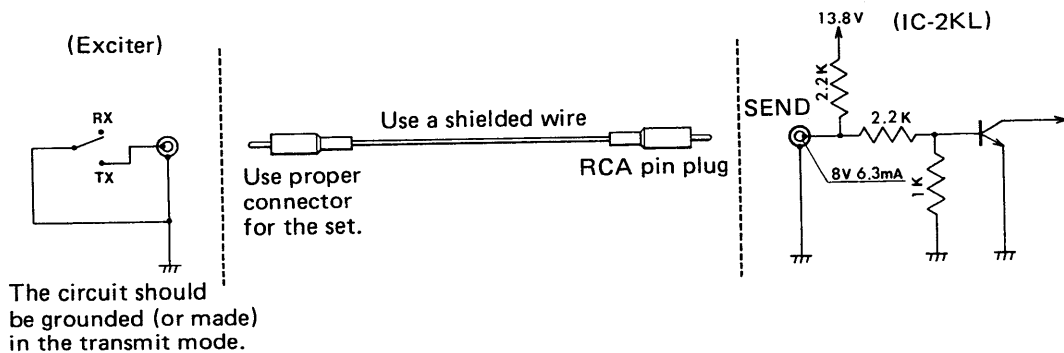 (Exciter)
RX
TX
The circuit should
be grounded (or made)
in the transmit mode.
Use a shielded wire
Use proper
connector
for the set.
RCA pin plug
13.8V
(IC-2KL)
2.2K
SEND
2.2K
8V 6.3mA
1K